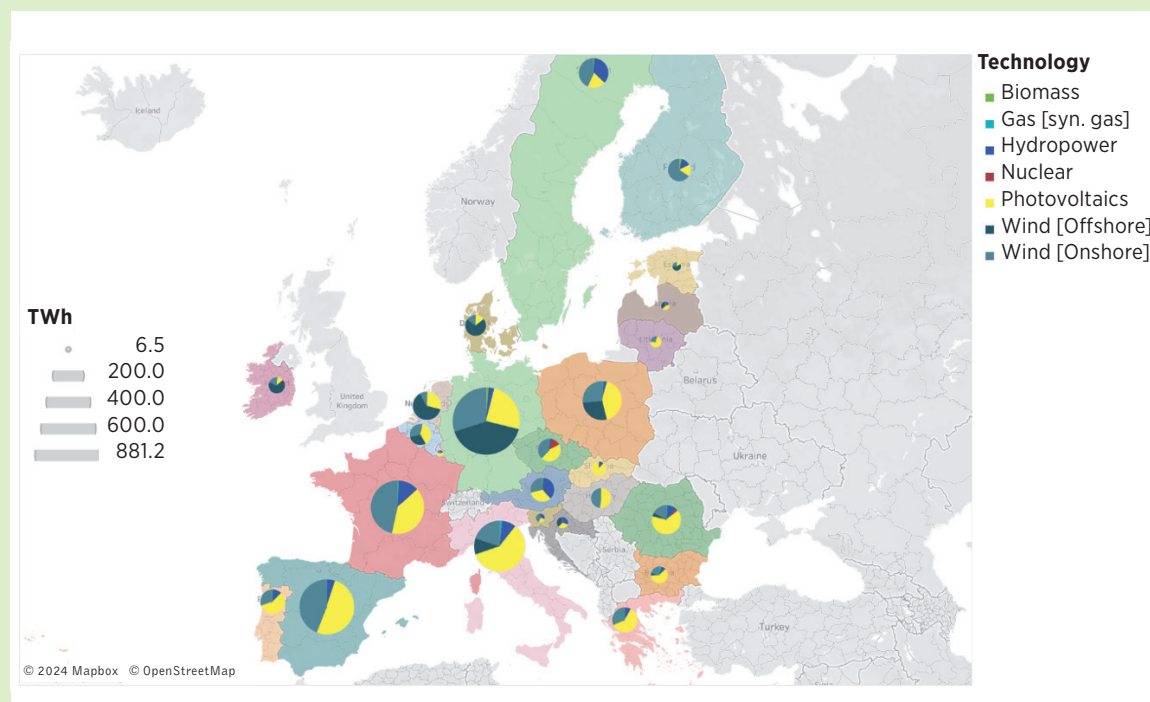 Technology
Biomass
Gas [syn. gas]
Hydropower
Nuclear
Photovoltaics
Wind [Offshore]
Wind [Onshore]
Iceland
Norway
United
Kingdom
Belarus
Ukraine
Serbia
Turkey
TWh
6.5
200.0
400.0
600.0
881.2
© 2024 Mapbox © OpenStreetMap